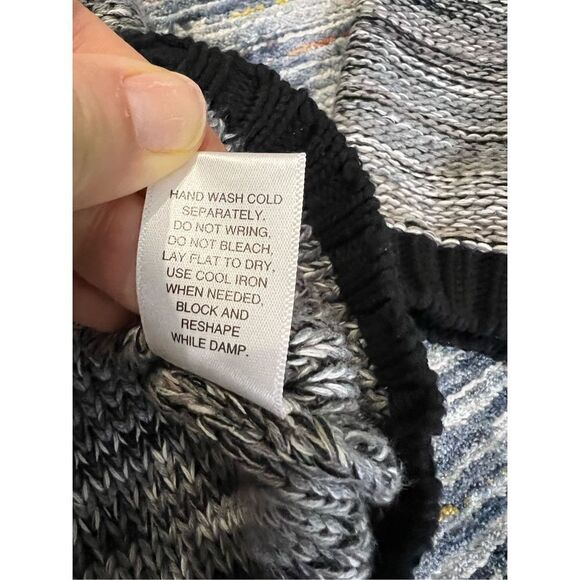 HAND WASH COLD
SEPARATELY.
DO NOT WRING,
DO NOT BLEACH,
LAY FLAT TO DRY.
USE COOL IRON
WHEN NEEDED,
BLOCK AND
RESHAPE
WHILE DAMP.